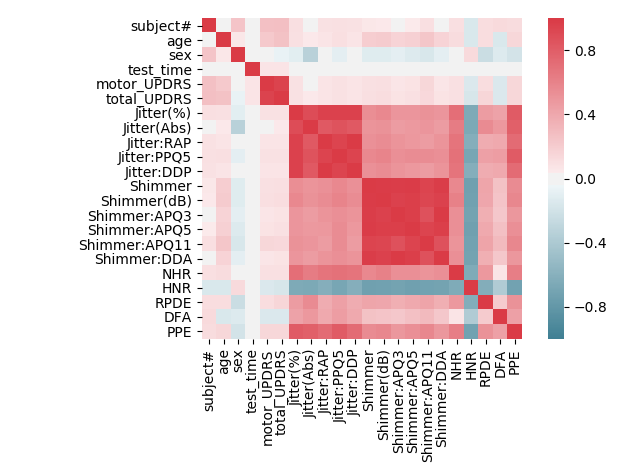 subject#
age
sex
test_time
motor_UPDRS
total_UPDRS
Jitter(%)
Jitter(Abs)
Jitter:RAP
Jitter:PPQ5
Jitter:DDP
Shimmer
Shimmer(dB)
Shimmer:APQ3
Shimmer:APQ5
Shimmer:APQ11
Shimmer:DDA
NHR
HNR
RPDE
DFA
PPE
subject#
age
sex
test_time
motor_UPDRS
total_UPDRS
Jitter(%)
Jitter(Abs)
Jitter:RAP
Jitter:PPQ5
Jitter:DDP
Shimmer
Shimmer(dB)
Shimmer:APQ3
Shimmer:APQ5
Shimmer:APQ11
Shimmer:DDA
NHR
HNR
RPDE
DFA
PPE
0.8
0.4
0.0
−0.4
−0.8